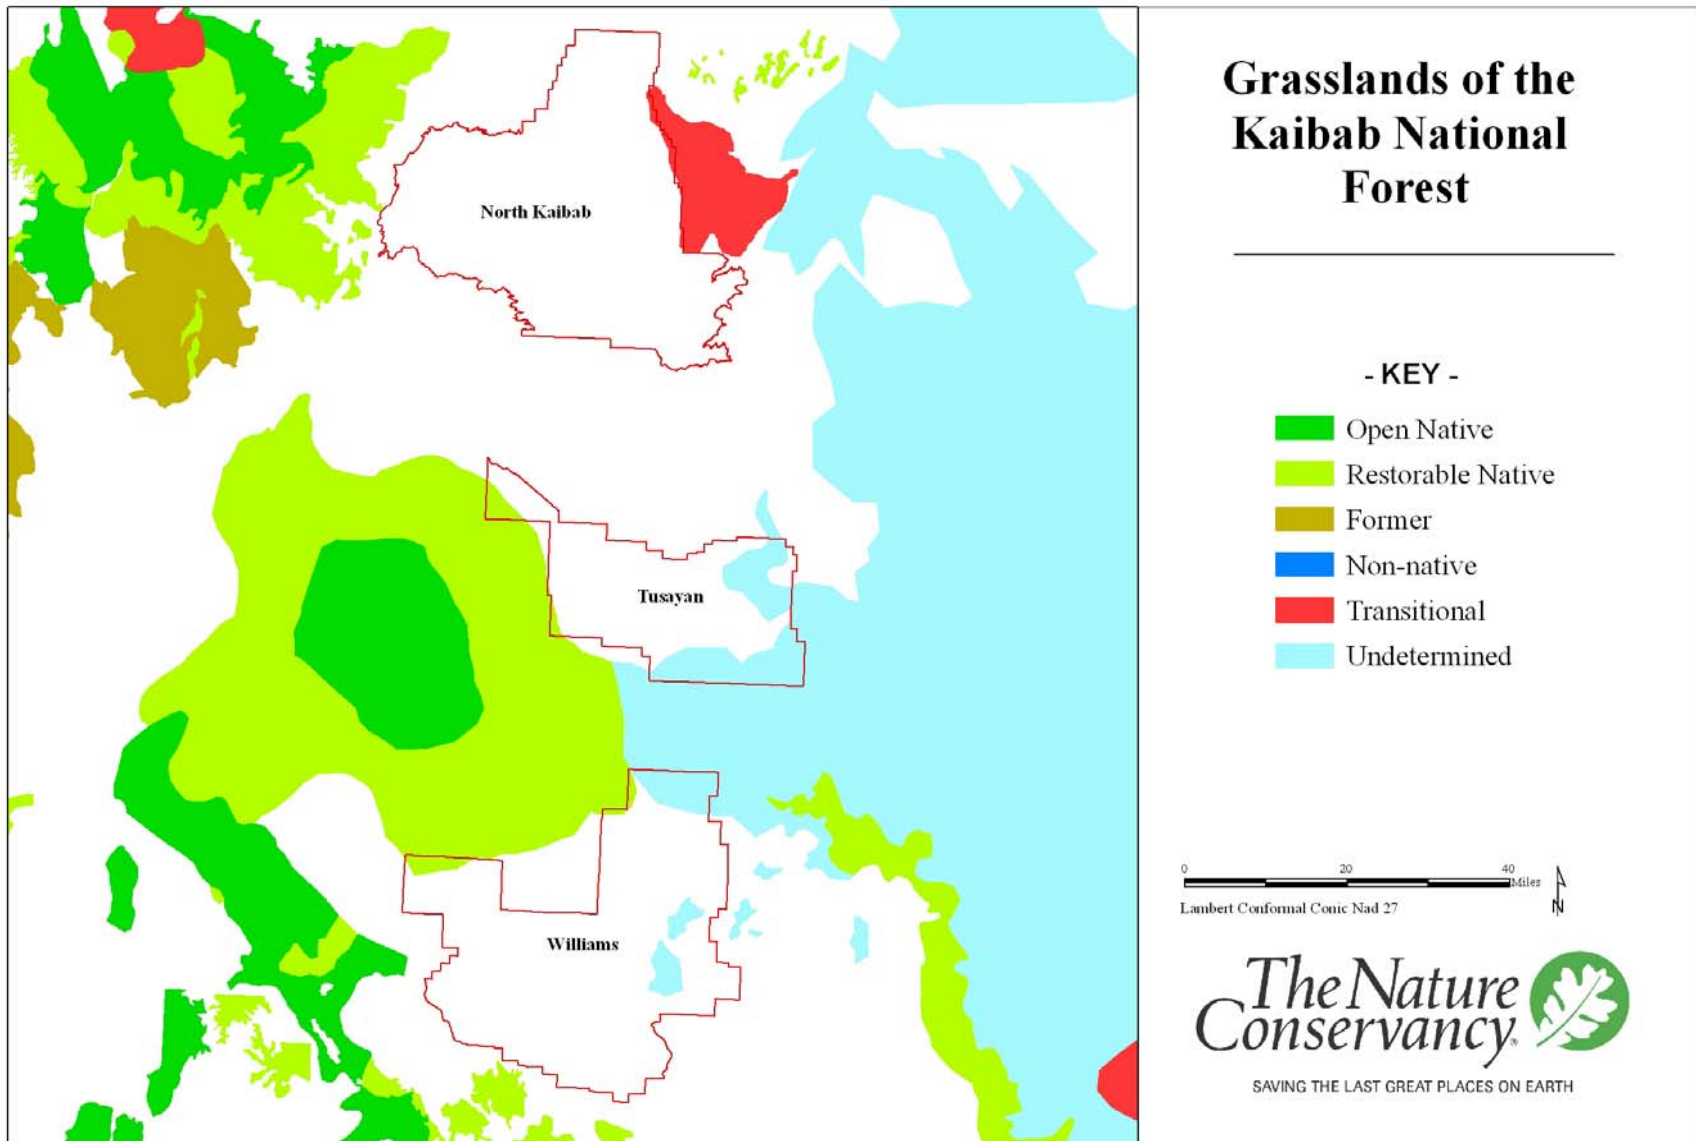 Grasslands of the
Kaibab National
Forest
North Kaibab
Tusayan
Williams
- KEY -
Open Native
Restorable Native
Former
Non-native
Transitional
Undetermined
0 20 40
Miles
N
Lambert Conformal Conic Nad 27
The Nature
Conservancy®
SAVING THE LAST GREAT PLACES ON EARTH